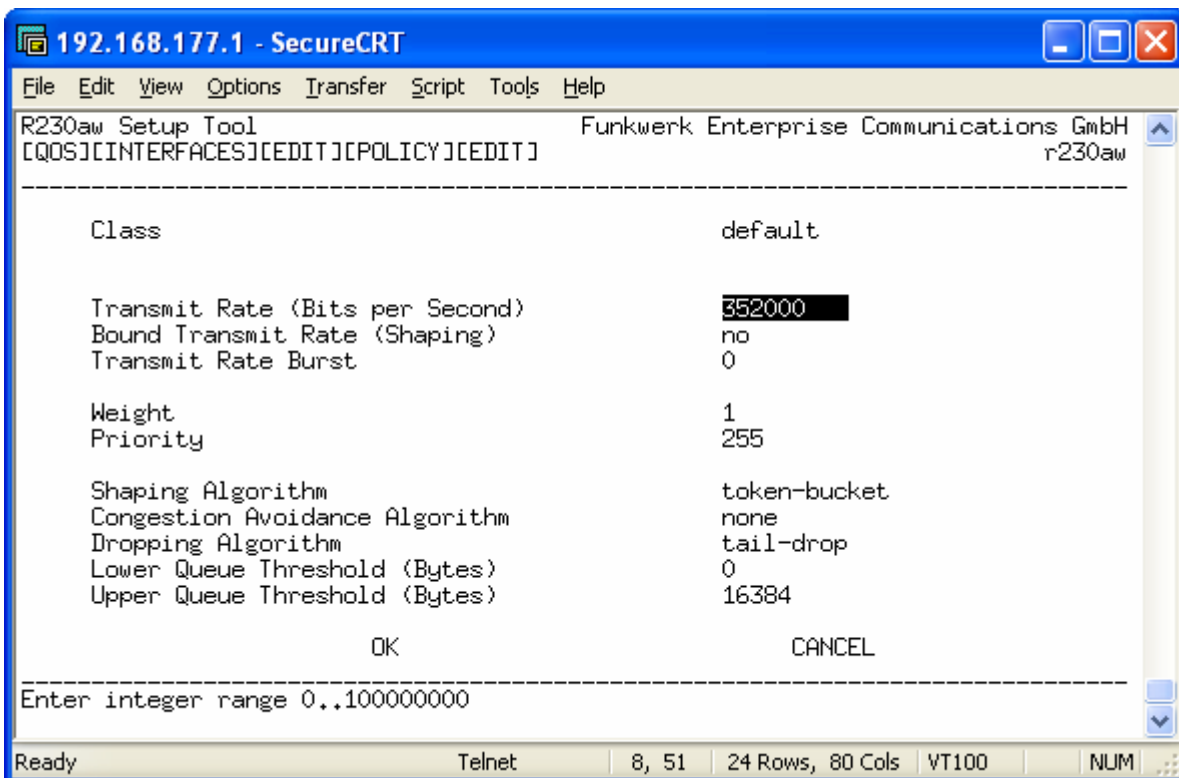 192.168.177.1 - SecureCRT
File Edit View Options Transfer Script Tools Help
R230aw Setup Tool Funkwerk Enterprise Communications GmbH
[QOS][INTERFACES][EDIT][POLICY][EDIT] r230aw
Class default
Transmit Rate (Bits per Second) 352000
Bound Transmit Rate (Shaping) no
Transmit Rate Burst 0
Weight 1
Priority 255
Shaping Algorithm token-bucket
Congestion Avoidance Algorithm none
Dropping Algorithm tail-drop
Lower Queue Threshold (Bytes) 0
Upper Queue Threshold (Bytes) 16384
OK CANCEL
Enter integer range 0..100000000
Ready Telnet 8, 51 24 Rows, 80 Cols VT100 NUM